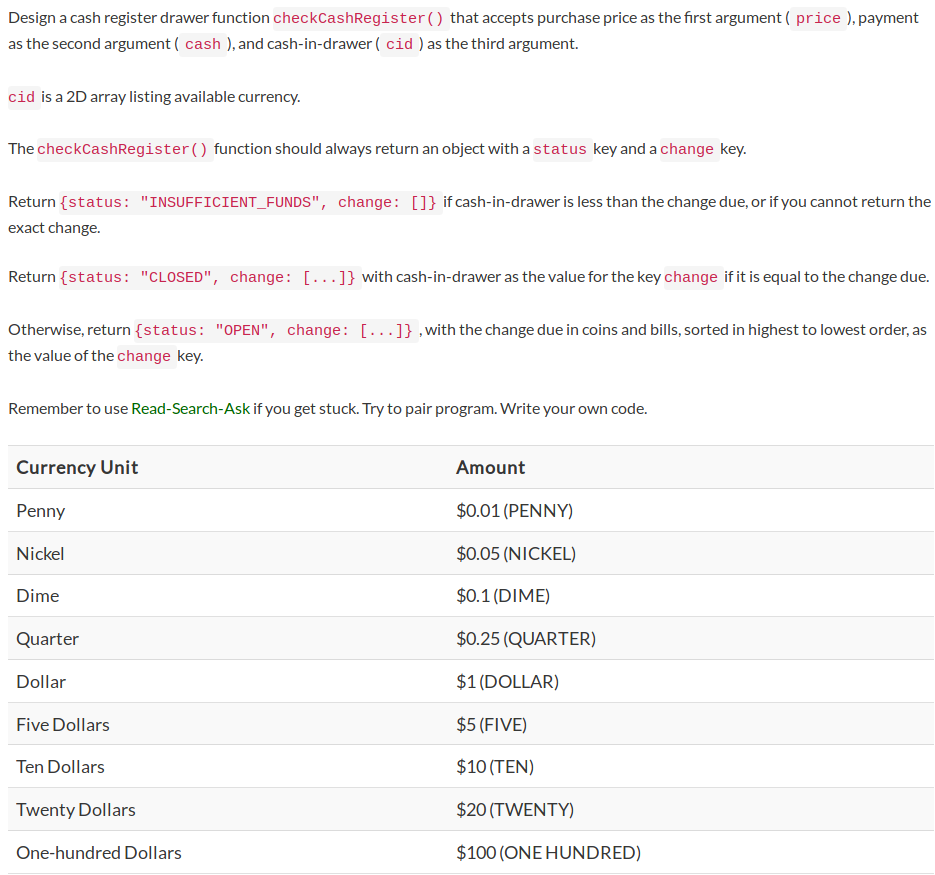 Design a cash register drawer function checkCashRegister() that accepts purchase price as the first argument ( price ), payment
as the second argument ( cash ), and cash-in-drawer ( cid ) as the third argument.
cid is a 2D array listing available currency.
The checkCashRegister() function should always return an object with a status key and a change key.
Return {status: "INSUFFICIENT_FUNDS", change: []} if cash-in-drawer is less than the change due, or if you cannot return the
exact change.
Return {status: "CLOSED", change: [...]} with cash-in-drawer as the value for the key change if it is equal to the change due.
Otherwise, return {status: "OPEN", change: [...]} , with the change due in coins and bills, sorted in highest to lowest order, as
the value of the change key.
Remember to use Read-Search-Ask if you get stuck. Try to pair program. Write your own code.
Currency Unit Amount
Penny $0.01 (PENNY)
Nickel $0.05 (NICKEL)
Dime $0.1 (DIME)
Quarter $0.25 (QUARTER)
Dollar $1 (DOLLAR)
Five Dollars $5 (FIVE)
Ten Dollars $10 (TEN)
Twenty Dollars $20 (TWENTY)
One-hundred Dollars $100 (ONE HUNDRED)